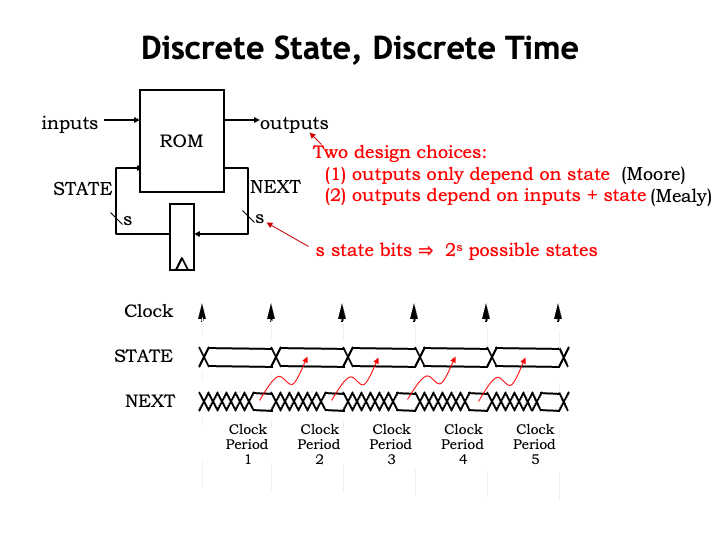 Discrete State, Discrete Time
inputs
ROM
outputs
Two design choices:
(1) outputs only depend on state (Moore)
(2) outputs depend on inputs + state (Mealy)
STATE
NEXT
s
s
s state bits ⇒ 2ˢ possible states
Clock
STATE
NEXT
Clock Period 1
Clock Period 2
Clock Period 3
Clock Period 4
Clock Period 5